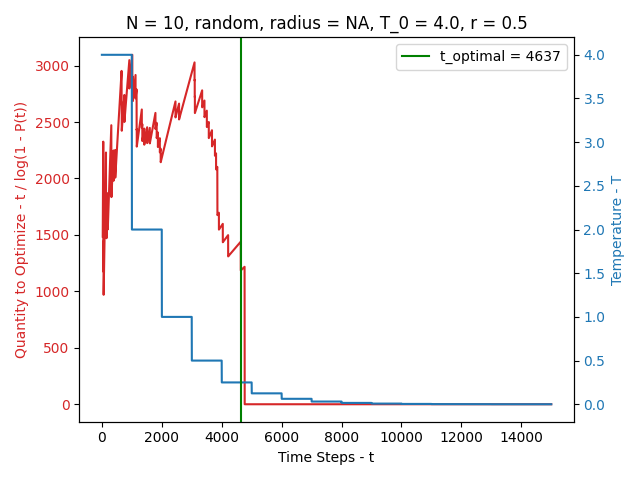 N = 10, random, radius = NA, T_0 = 4.0, r = 0.5
t_optimal = 4637
Quantity to Optimize - t / log(1 - P(t))
3000
2500
2000
1500
1000
500
0
4.0
3.5
3.0
2.5
2.0
1.5
1.0
0.5
0.0
Temperature - T
0 2000 4000 6000 8000 10000 12000 14000
Time Steps - t